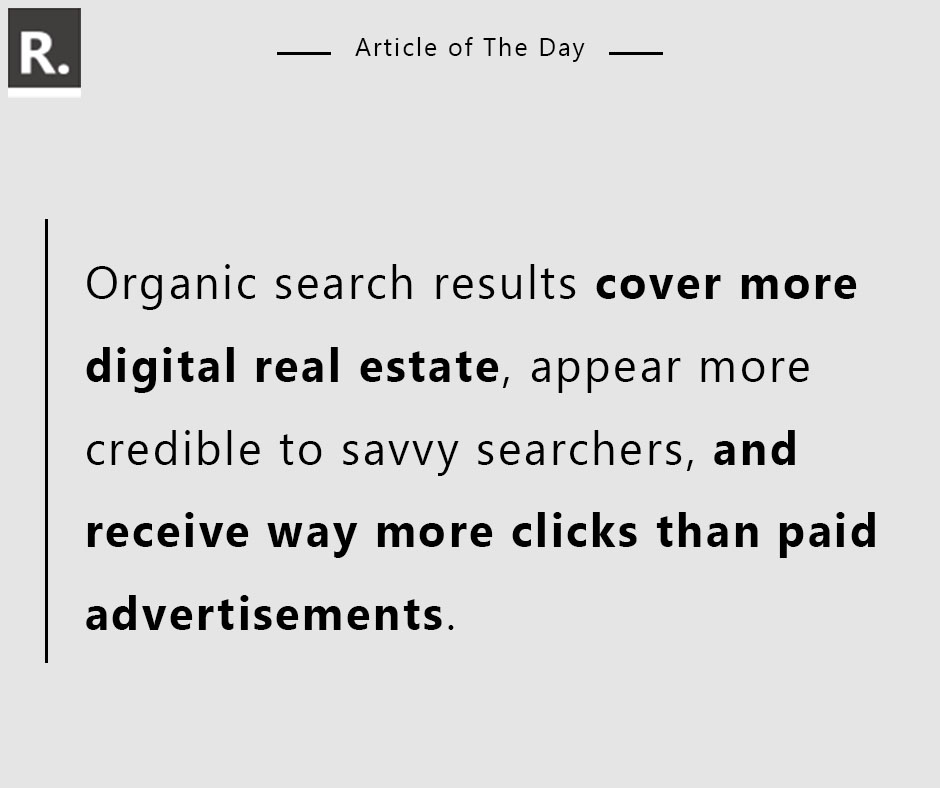 R.
Article of The Day
Organic search results cover more
digital real estate, appear more
credible to savvy searchers, and
receive way more clicks than paid
advertisements.